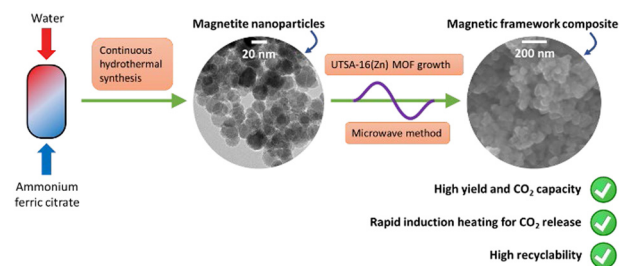 Water
Ammonium
ferric citrate
Continuous
hydrothermal
synthesis
Magnetite nanoparticles
20 nm
UTSA-16(Zn) MOF growth
Microwave method
Magnetic framework composite
200 nm
High yield and CO₂ capacity
Rapid induction heating for CO₂ release
High recyclability